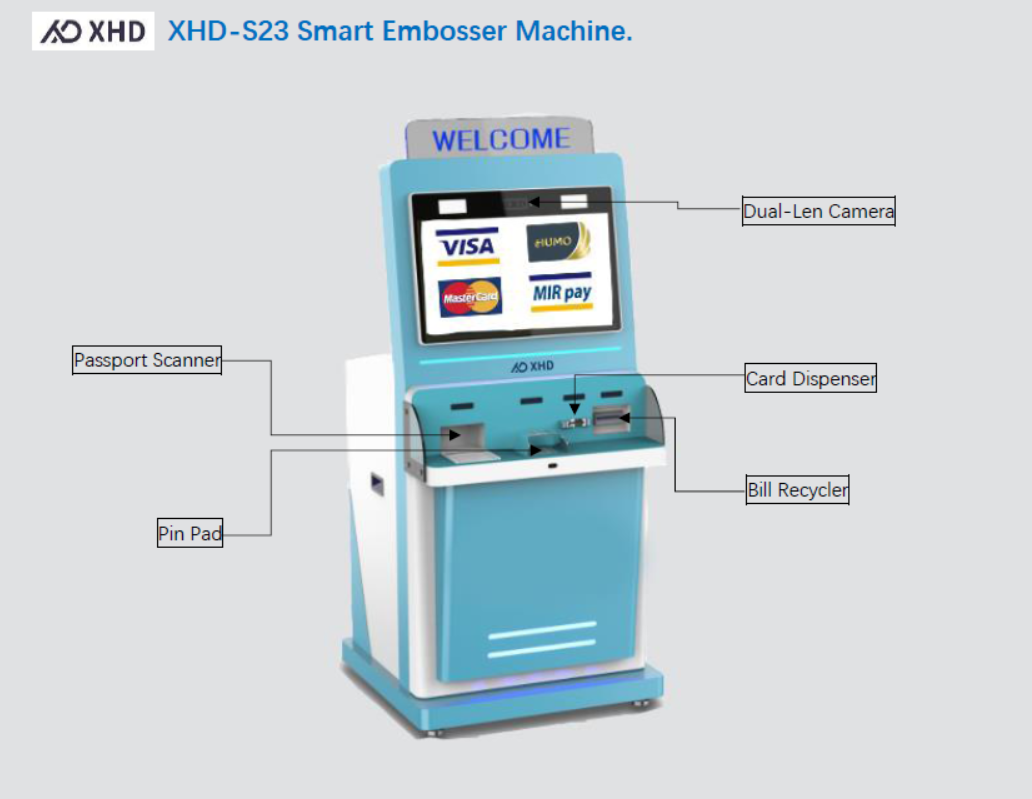 XHD XHD-S23 Smart Embosser Machine.
WELCOME
Dual-Len Camera
VISA
HUMO
MasterCard
MIR pay
Passport Scanner
XHD
Card Dispenser
Bill Recycler
Pin Pad